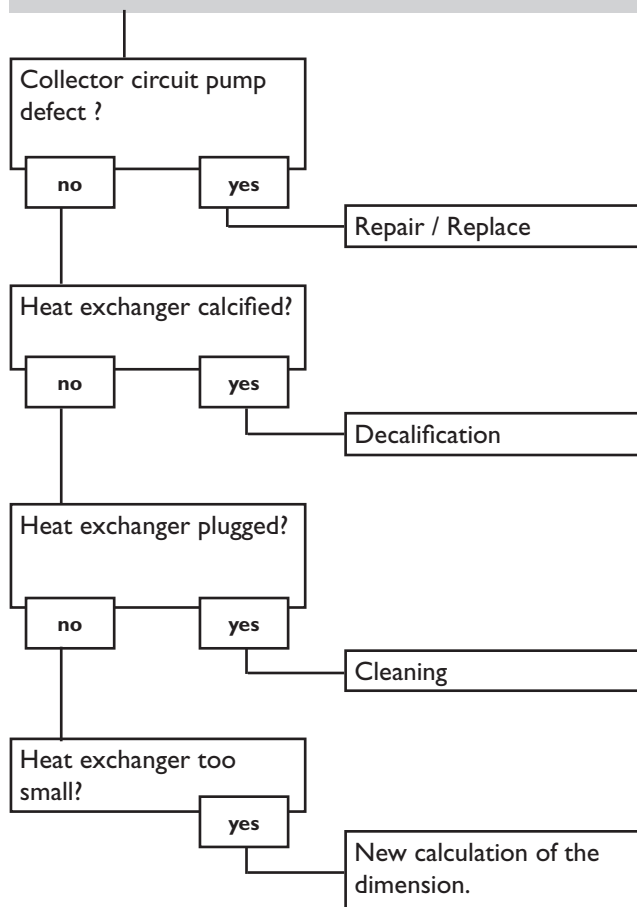 Collector circuit pump
defect ?
no
yes
Repair / Replace
Heat exchanger calcified?
no
yes
Decalification
Heat exchanger plugged?
no
yes
Cleaning
Heat exchanger too
small?
yes
New calculation of the
dimension.